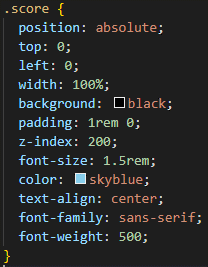 .score {
position: absolute;
top: 0;
left: 0;
width: 100%;
background: black;
padding: 1rem 0;
z-index: 200;
font-size: 1.5rem;
color: skyblue;
text-align: center;
font-family: sans-serif;
font-weight: 500;
}